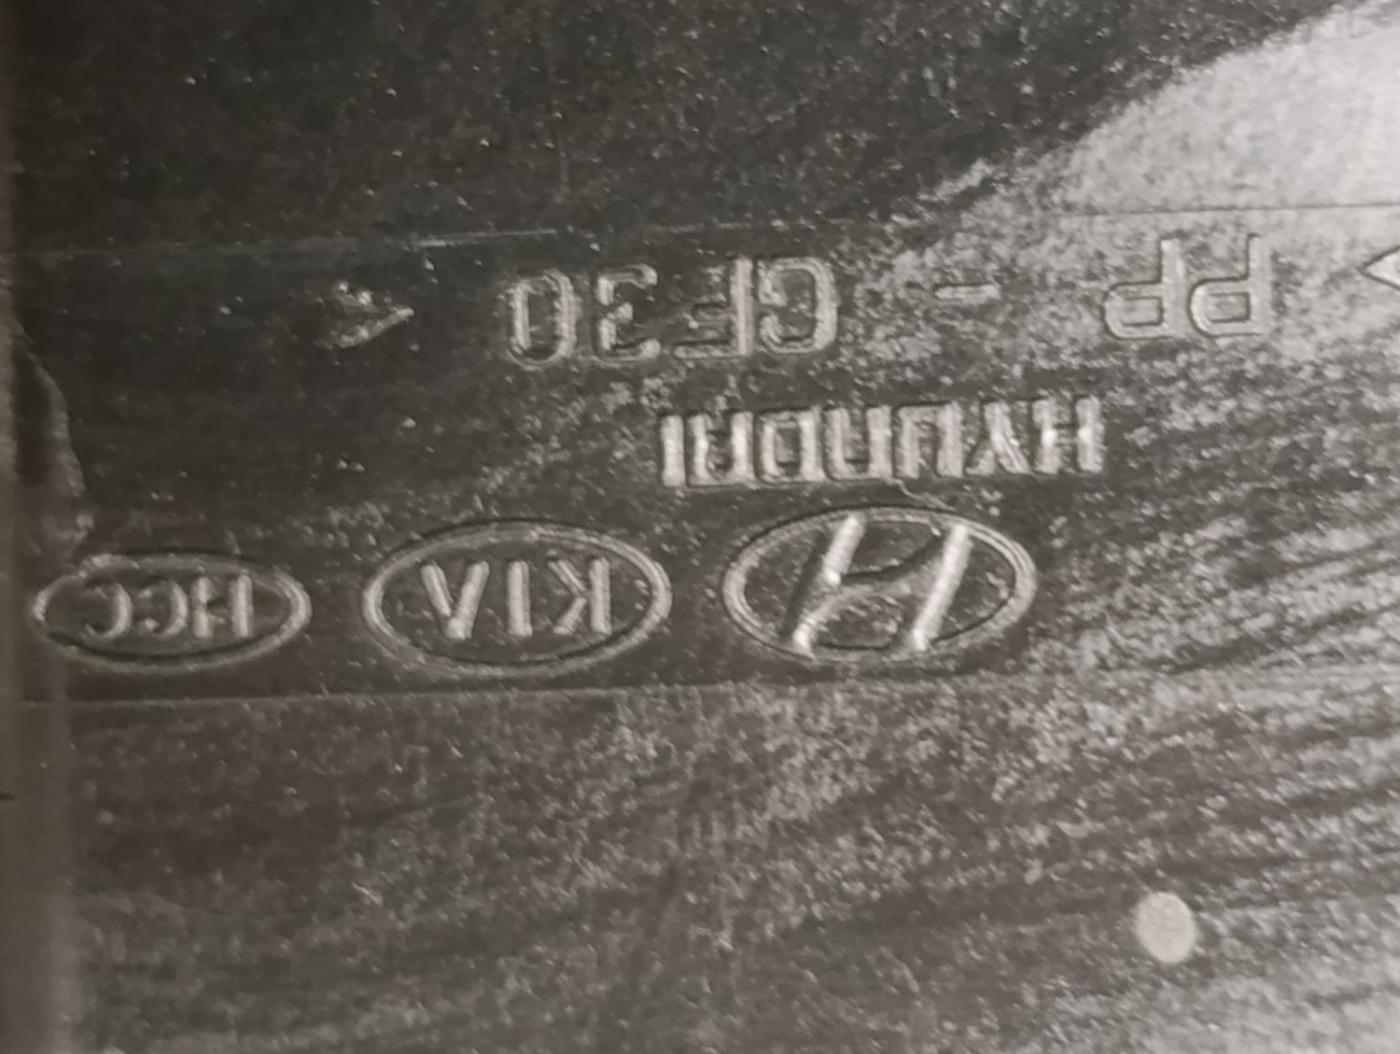 KIA HCC
HYUNDAI
> PP - GF30 <